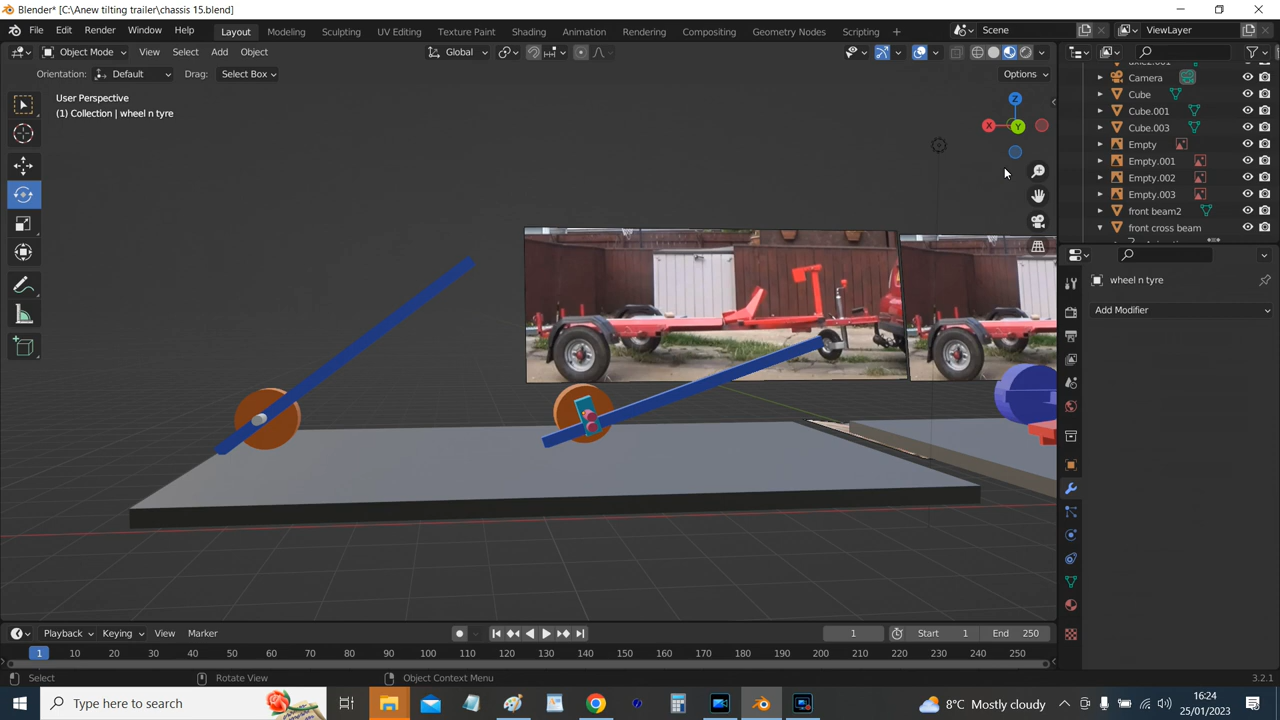 Blender* [C:\Anew tilting trailer\chassis 15.blend]
File Edit Render Window Help Layout Modeling Sculpting UV Editing Texture Paint Shading Animation Rendering Compositing Geometry Nodes Scripting + Scene ViewLayer
Object Mode View Select Add Object Global
Orientation: Default Drag: Select Box Options
User Perspective
(1) Collection | wheel n tyre
Z
X Y
Camera
Cube
Cube.001
Cube.003
Empty
Empty.001
Empty.002
Empty.003
front beam2
front cross beam
wheel n tyre
Add Modifier
Playback Keying View Marker 1 Start 1 End 250
1 10 20 30 40 50 60 70 80 90 100 110 120 130 140 150 160 170 180 190 200 210 220 230 240 250
Select Rotate View Object Context Menu 3.2.1
Type here to search 8°C Mostly cloudy 16:24
25/01/2023